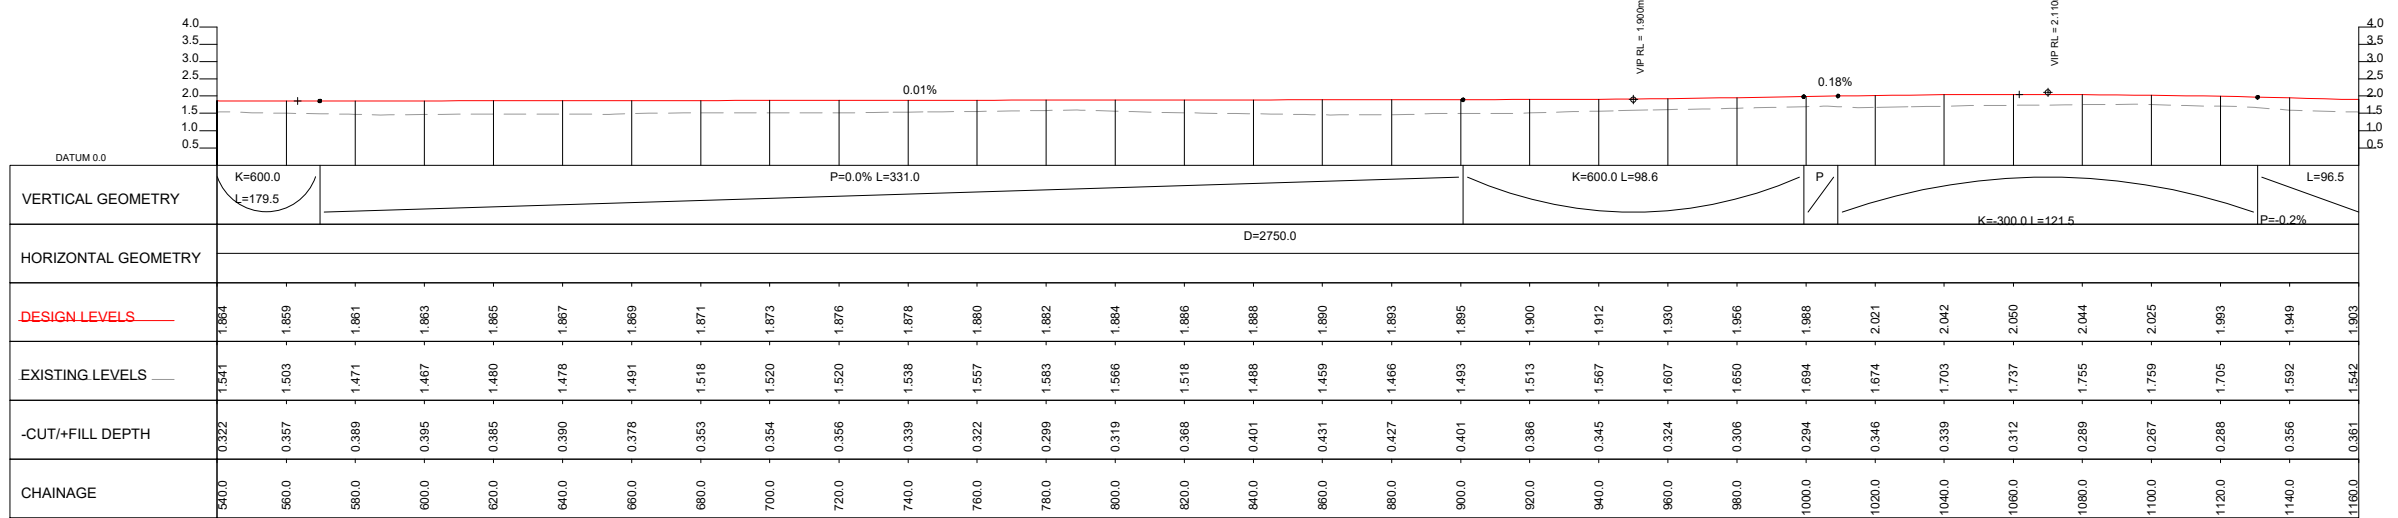 VIP RL = 1.900m
VIP RL = 2.110
4.0 4.0
3.5 3.5
3.0 3.0
2.5 2.5
2.0 2.0
1.5 1.5
1.0 1.0
0.5 0.5
0.01%
0.18%
DATUM 0.0
VERTICAL GEOMETRY
K=600.0
L=179.5
P=0.0% L=331.0
K=600.0 L=98.6
P
K=-300.0 L=121.5
L=96.5
P=-0.2%
HORIZONTAL GEOMETRY
D=2750.0
DESIGN LEVELS 1.864 1.859 1.861 1.863 1.865 1.867 1.869 1.871 1.873 1.876 1.878 1.880 1.882 1.884 1.886 1.888 1.890 1.893 1.895 1.900 1.912 1.930 1.956 1.988 2.021 2.042 2.050 2.044 2.025 1.993 1.949 1.903
EXISTING LEVELS 1.541 1.503 1.471 1.467 1.480 1.478 1.491 1.518 1.520 1.520 1.538 1.557 1.583 1.566 1.518 1.488 1.459 1.466 1.493 1.513 1.567 1.607 1.650 1.694 1.674 1.703 1.737 1.755 1.759 1.705 1.592 1.542
-CUT/+FILL DEPTH 0.322 0.357 0.389 0.395 0.385 0.390 0.378 0.353 0.354 0.356 0.339 0.322 0.299 0.319 0.368 0.401 0.431 0.427 0.401 0.386 0.345 0.324 0.306 0.294 0.346 0.339 0.312 0.289 0.267 0.288 0.356 0.361
CHAINAGE 540.0 560.0 580.0 600.0 620.0 640.0 660.0 680.0 700.0 720.0 740.0 760.0 780.0 800.0 820.0 840.0 860.0 880.0 900.0 920.0 940.0 960.0 980.0 1000.0 1020.0 1040.0 1060.0 1080.0 1100.0 1120.0 1140.0 1160.0